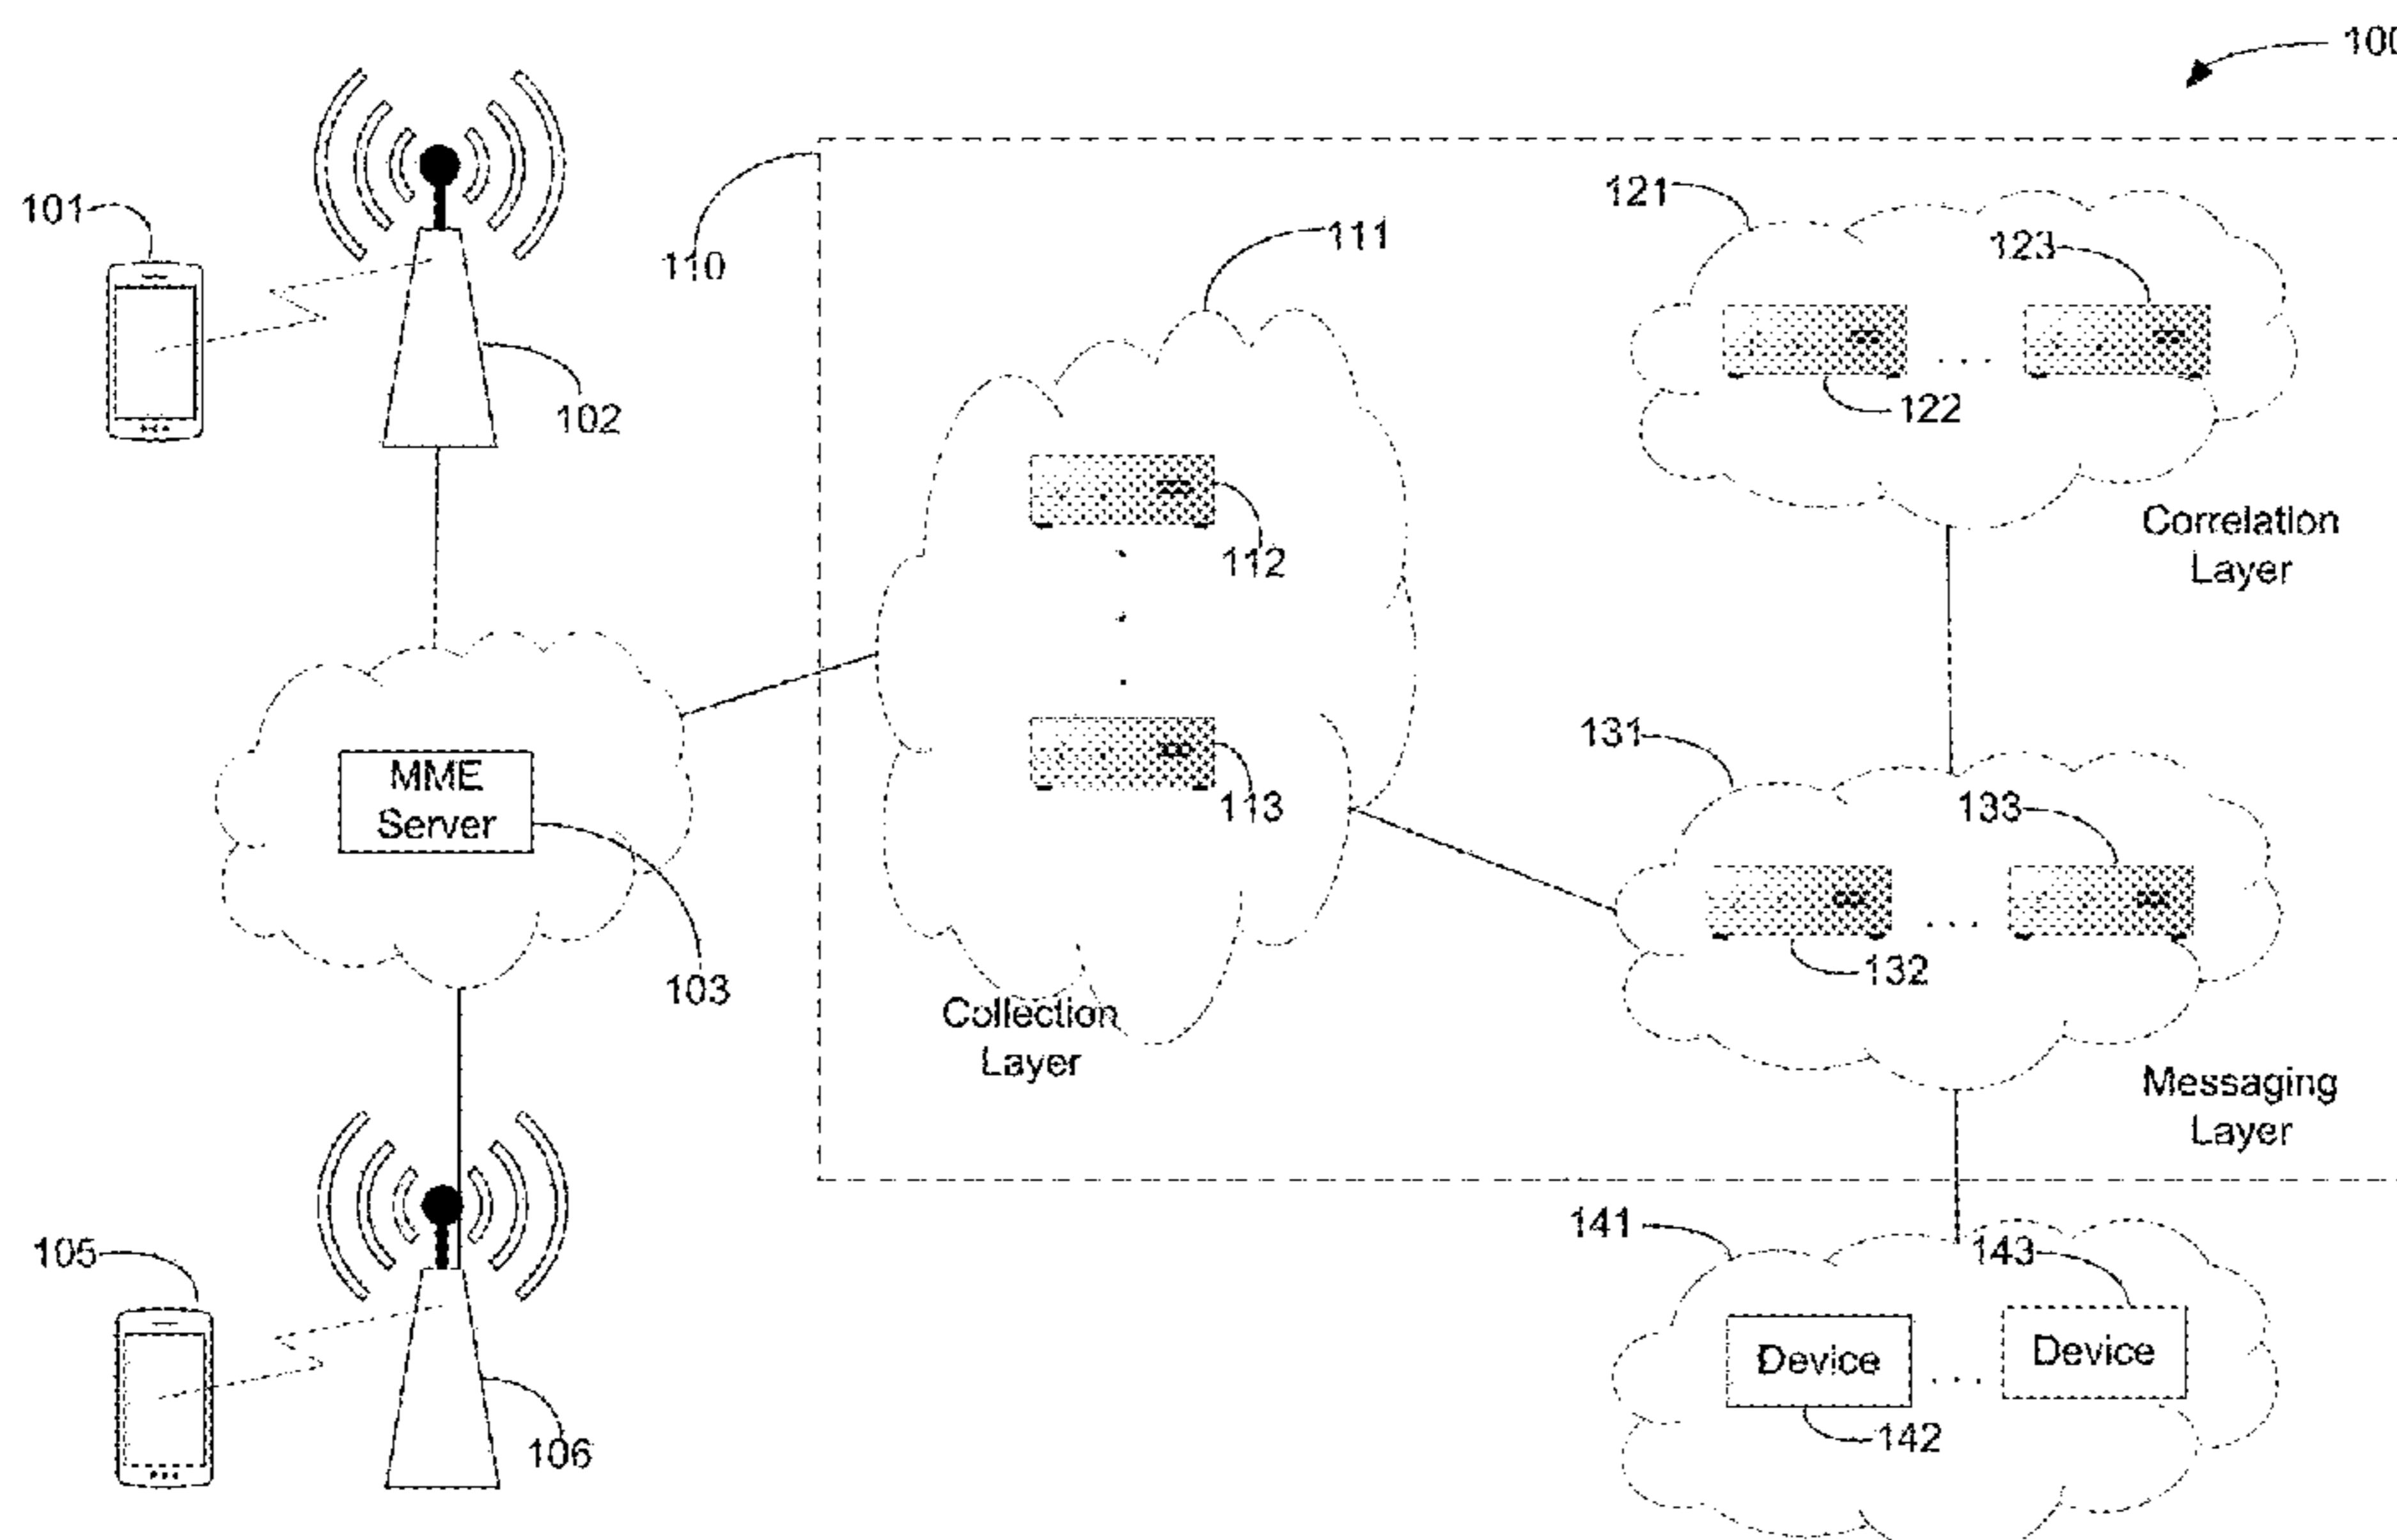 100
101
102
110
111
121
123
122
112
Correlation
Layer
113
MME
Server
103
131
133
132
Collection
Layer
Messaging
Layer
105
106
141
143
Device
Device
142